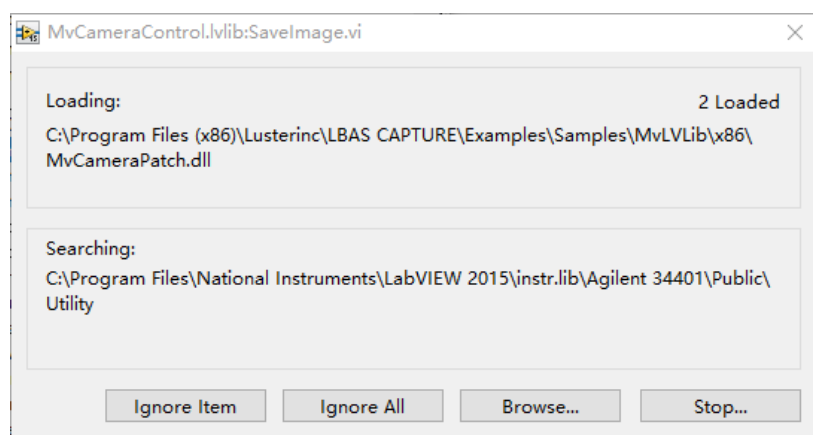 MvCameraControl.lvlib:SaveImage.vi
Loading:
2 Loaded
C:\Program Files (x86)\Lusterinc\LBAS CAPTURE\Examples\Samples\MvLVLib\x86\
MvCameraPatch.dll
Searching:
C:\Program Files\National Instruments\LabVIEW 2015\instr.lib\Agilent 34401\Public\
Utility
Ignore Item
Ignore All
Browse...
Stop...